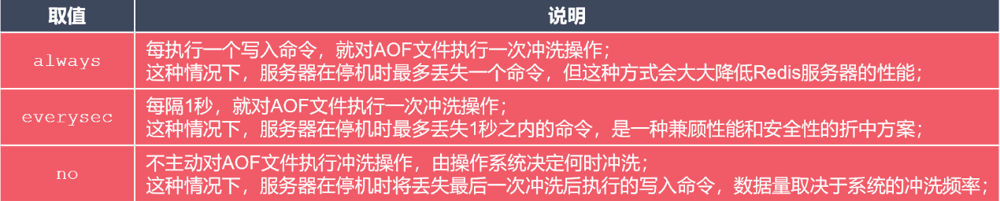 取值 说明
always
每执行一个写入命令，就对AOF文件执行一次冲洗操作；
这种情况下，服务器在停机时最多丢失一个命令，但这种方式会大大降低Redis服务器的性能；
everysec
每隔1秒，就对AOF文件执行一次冲洗操作；
这种情况下，服务器在停机时最多丢失1秒之内的命令，是一种兼顾性能和安全性的折中方案；
no
不主动对AOF文件执行冲洗操作，由操作系统决定何时冲洗；
这种情况下，服务器在停机时将丢失最后一次冲洗后执行的写入命令，数据量取决于系统的冲洗频率；